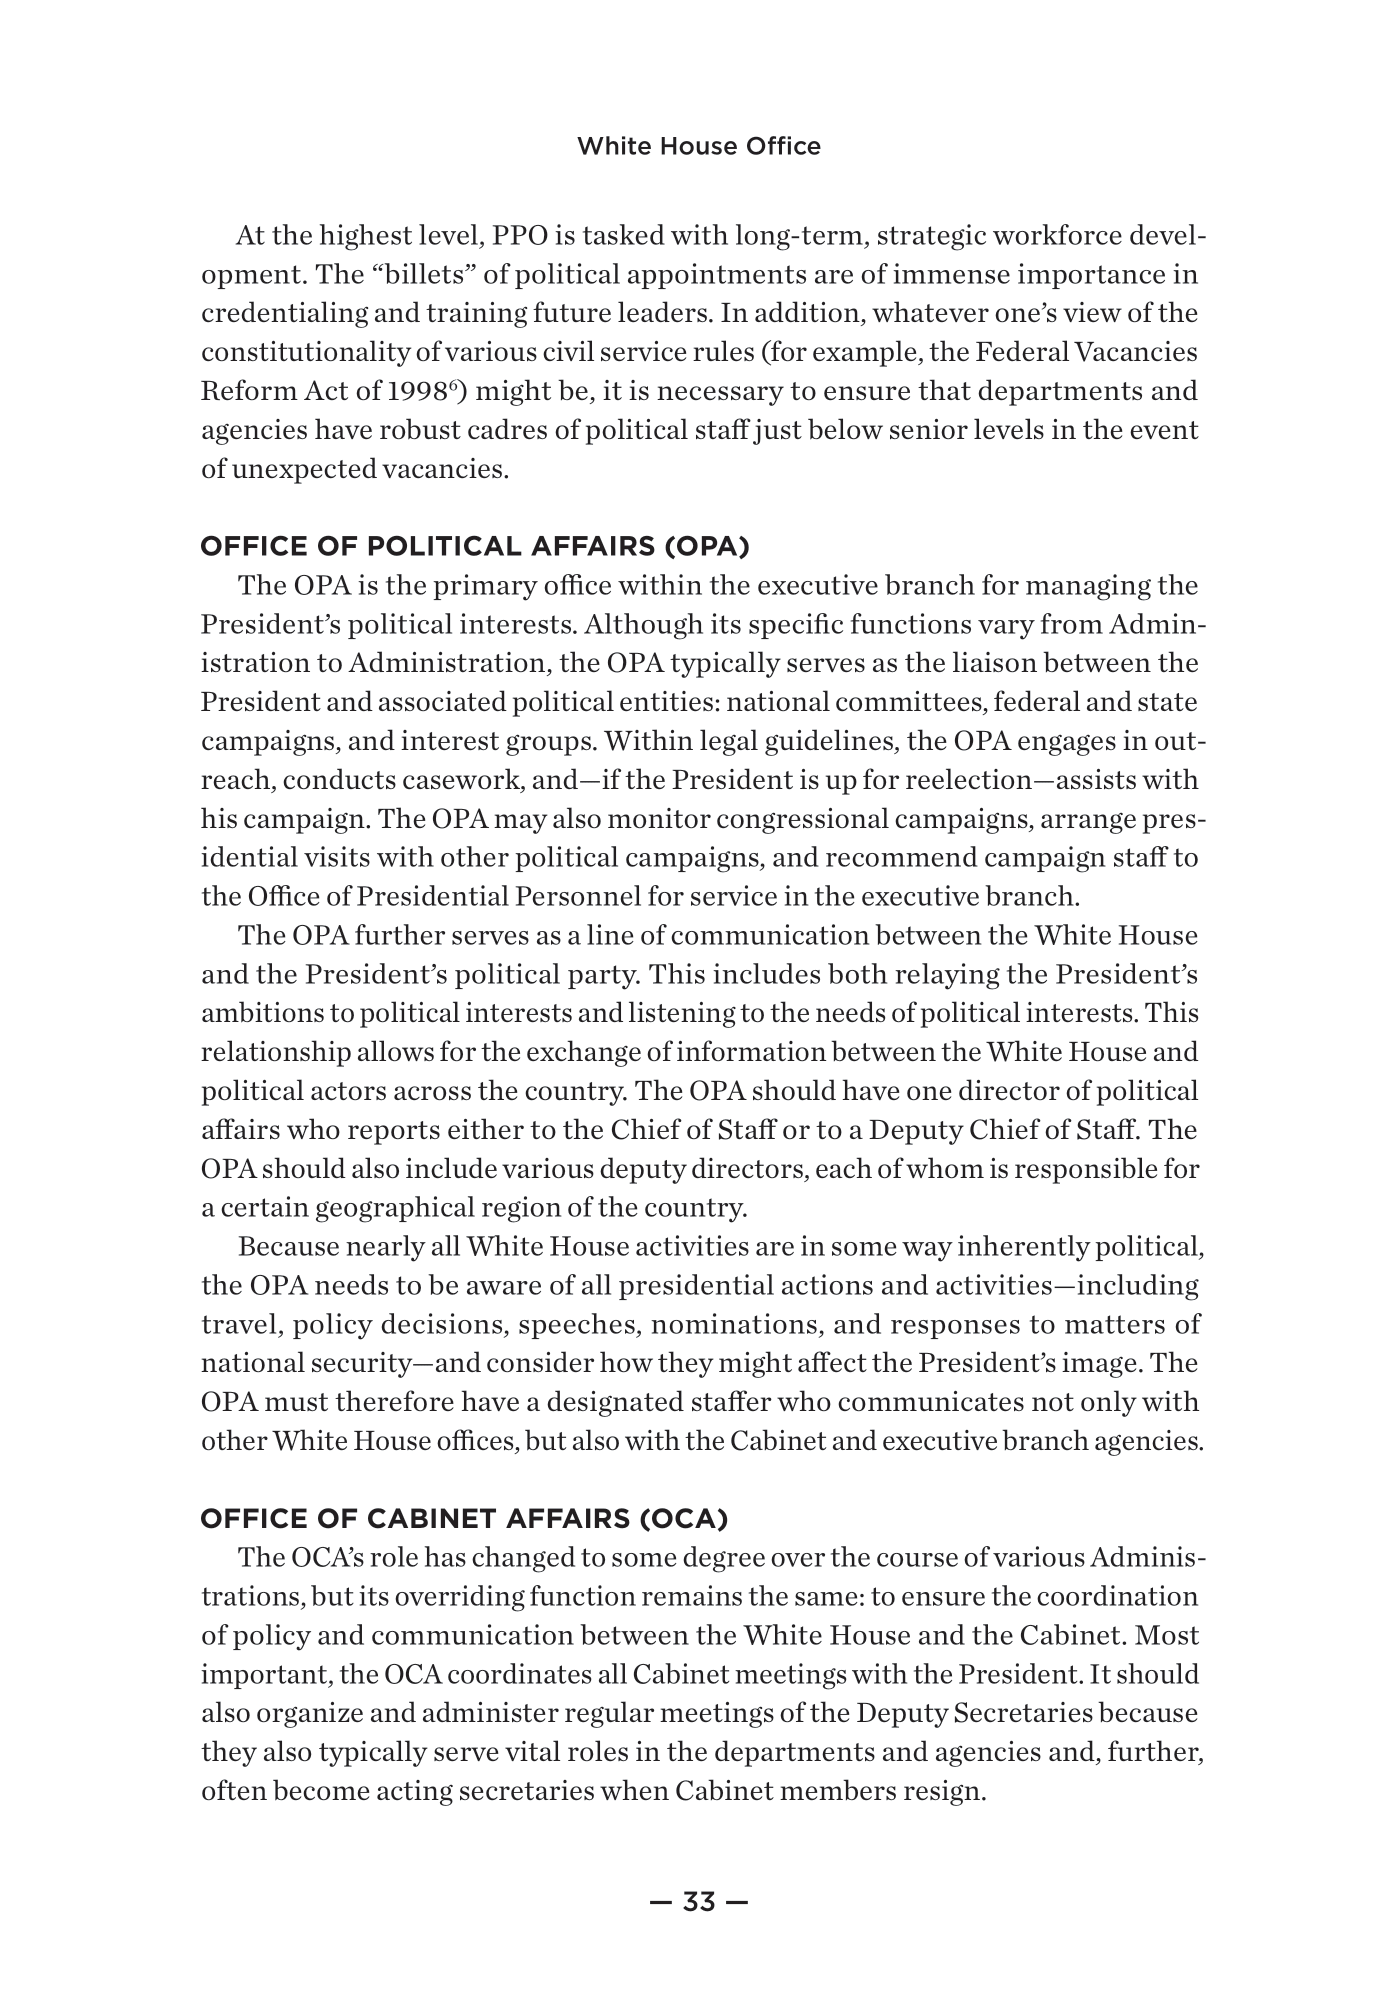 White House Office
At the highest level, PPO is tasked with long-term, strategic workforce devel-
opment. The “billets” of political appointments are of immense importance in
credentialing and training future leaders. In addition, whatever one’s view of the
constitutionality of various civil service rules (for example, the Federal Vacancies
Reform Act of 1998⁶) might be, it is necessary to ensure that departments and
agencies have robust cadres of political staff just below senior levels in the event
of unexpected vacancies.
OFFICE OF POLITICAL AFFAIRS (OPA)
The OPA is the primary office within the executive branch for managing the
President’s political interests. Although its specific functions vary from Admin-
istration to Administration, the OPA typically serves as the liaison between the
President and associated political entities: national committees, federal and state
campaigns, and interest groups. Within legal guidelines, the OPA engages in out-
reach, conducts casework, and—if the President is up for reelection—assists with
his campaign. The OPA may also monitor congressional campaigns, arrange pres-
idential visits with other political campaigns, and recommend campaign staff to
the Office of Presidential Personnel for service in the executive branch.
The OPA further serves as a line of communication between the White House
and the President’s political party. This includes both relaying the President’s
ambitions to political interests and listening to the needs of political interests. This
relationship allows for the exchange of information between the White House and
political actors across the country. The OPA should have one director of political
affairs who reports either to the Chief of Staff or to a Deputy Chief of Staff. The
OPA should also include various deputy directors, each of whom is responsible for
a certain geographical region of the country.
Because nearly all White House activities are in some way inherently political,
the OPA needs to be aware of all presidential actions and activities—including
travel, policy decisions, speeches, nominations, and responses to matters of
national security—and consider how they might affect the President’s image. The
OPA must therefore have a designated staffer who communicates not only with
other White House offices, but also with the Cabinet and executive branch agencies.
OFFICE OF CABINET AFFAIRS (OCA)
The OCA’s role has changed to some degree over the course of various Adminis-
trations, but its overriding function remains the same: to ensure the coordination
of policy and communication between the White House and the Cabinet. Most
important, the OCA coordinates all Cabinet meetings with the President. It should
also organize and administer regular meetings of the Deputy Secretaries because
they also typically serve vital roles in the departments and agencies and, further,
often become acting secretaries when Cabinet members resign.
— 33 —